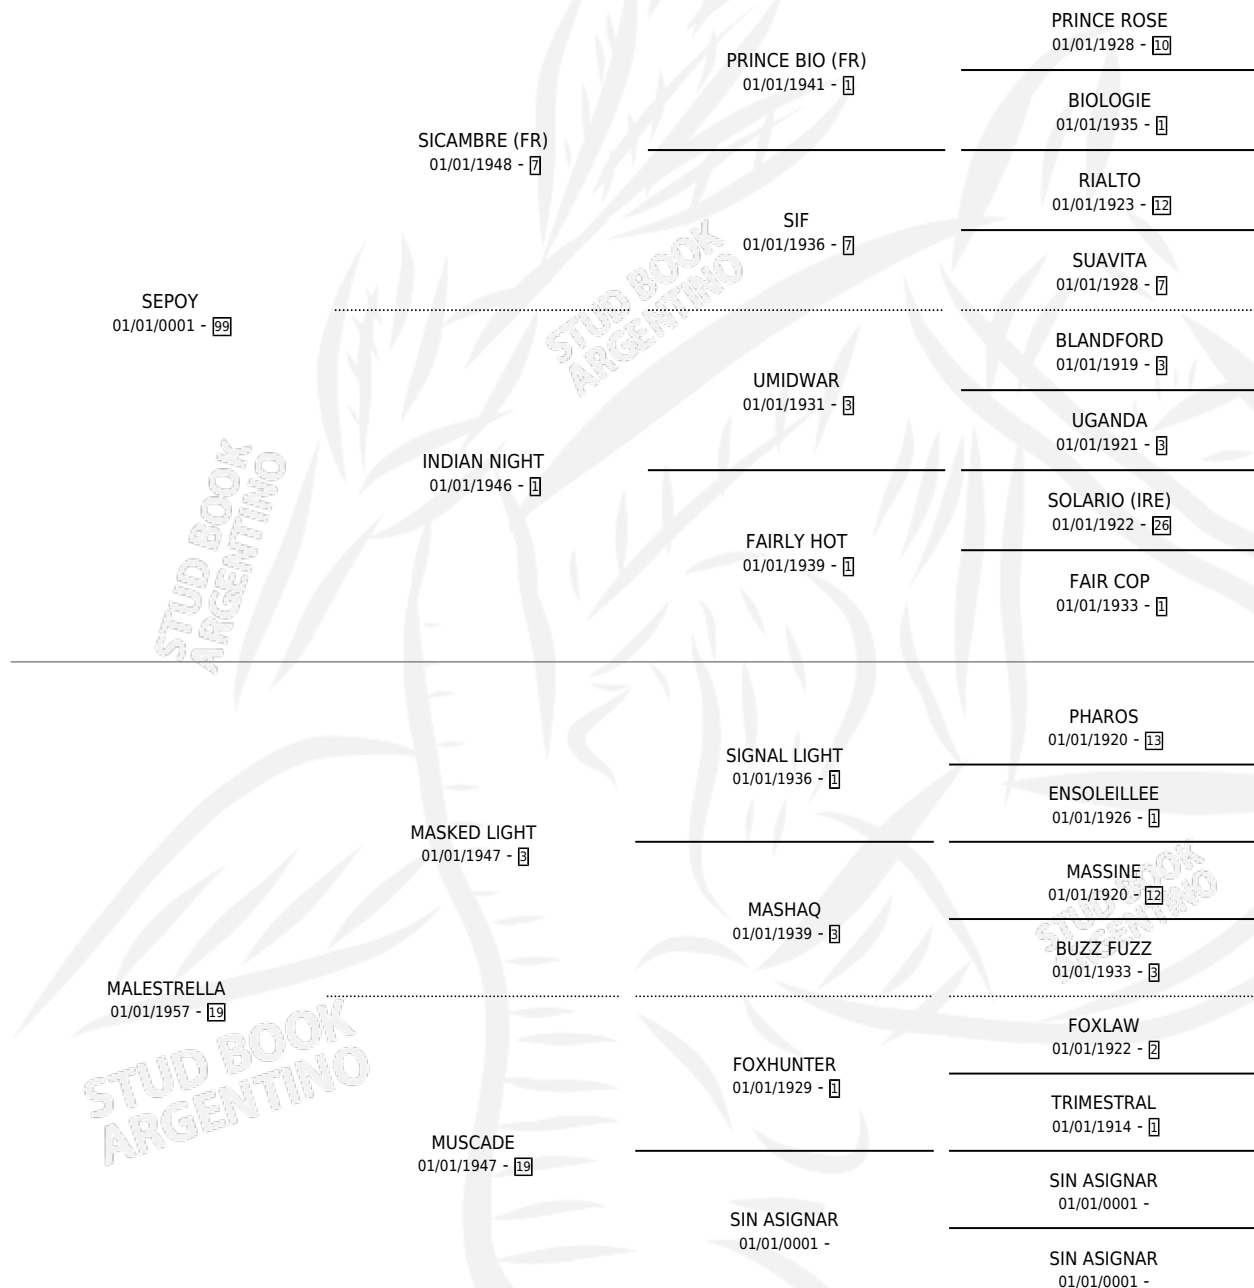 PRINCE ROSE
01/01/1928 - 10
PRINCE BIO (FR)
01/01/1941 - 1
BIOLOGIE
01/01/1935 - 1
SICAMBRE (FR)
01/01/1948 - 7
RIALTO
01/01/1923 - 12
SIF
01/01/1936 - 7
SUAVITA
01/01/1928 - 7
SEPOY
01/01/0001 - 99
BLANDFORD
01/01/1919 - 3
UMIDWAR
01/01/1931 - 3
UGANDA
01/01/1921 - 3
INDIAN NIGHT
01/01/1946 - 1
SOLARIO (IRE)
01/01/1922 - 26
FAIRLY HOT
01/01/1939 - 1
FAIR COP
01/01/1933 - 1
PHAROS
01/01/1920 - 13
SIGNAL LIGHT
01/01/1936 - 1
ENSOLEILLEE
01/01/1926 - 1
MASKED LIGHT
01/01/1947 - 3
MASSINE
01/01/1920 - 12
MASHAQ
01/01/1939 - 3
BUZZ FUZZ
01/01/1933 - 3
MALESTRELLA
01/01/1957 - 19
FOXLAW
01/01/1922 - 2
FOXHUNTER
01/01/1929 - 1
TRIMESTRAL
01/01/1914 - 1
MUSCADE
01/01/1947 - 19
SIN ASIGNAR
01/01/0001 -
SIN ASIGNAR
01/01/0001 -
SIN ASIGNAR
01/01/0001 -
STUD BOOK
ARGENTINO
STUD BOOK
ARGENTINO
STUD BOOK
ARGENTINO
STUD BOOK
ARGENTINO